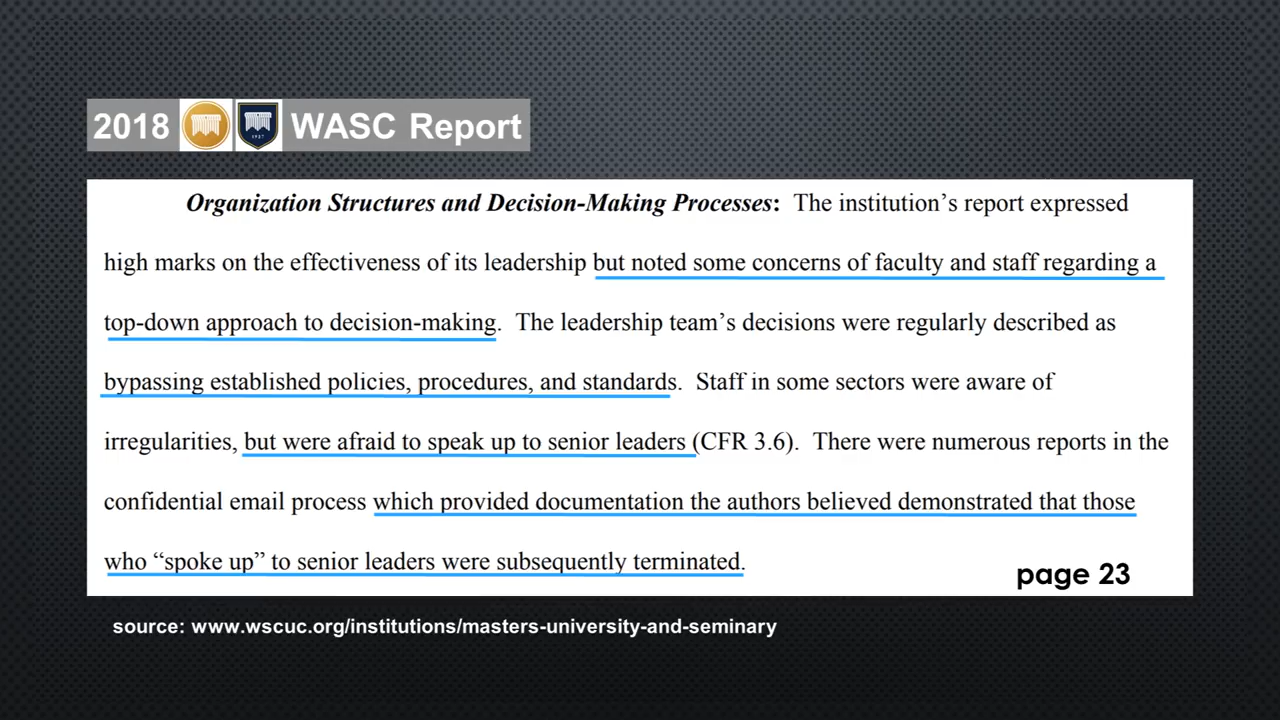 2018 WASC Report
Organization Structures and Decision-Making Processes: The institution’s report expressed
high marks on the effectiveness of its leadership but noted some concerns of faculty and staff regarding a
top-down approach to decision-making. The leadership team’s decisions were regularly described as
bypassing established policies, procedures, and standards. Staff in some sectors were aware of
irregularities, but were afraid to speak up to senior leaders (CFR 3.6). There were numerous reports in the
confidential email process which provided documentation the authors believed demonstrated that those
who “spoke up” to senior leaders were subsequently terminated.
page 23
source: www.wscuc.org/institutions/masters-university-and-seminary